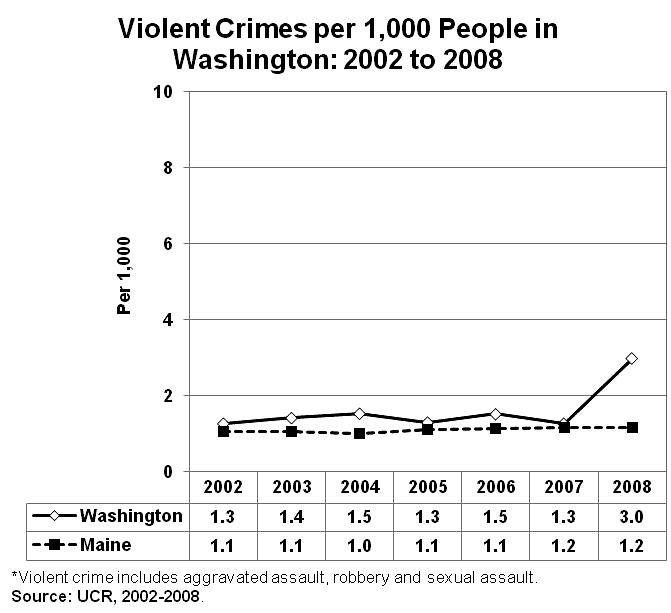 Violent Crimes per 1,000 People in
Washington: 2002 to 2008
10
8
6
4
2
0
Per 1,000
2002 2003 2004 2005 2006 2007 2008
Washington 1.3 1.4 1.5 1.3 1.5 1.3 3.0
Maine 1.1 1.1 1.0 1.1 1.1 1.2 1.2
*Violent crime includes aggravated assault, robbery and sexual assault.
Source: UCR, 2002-2008.